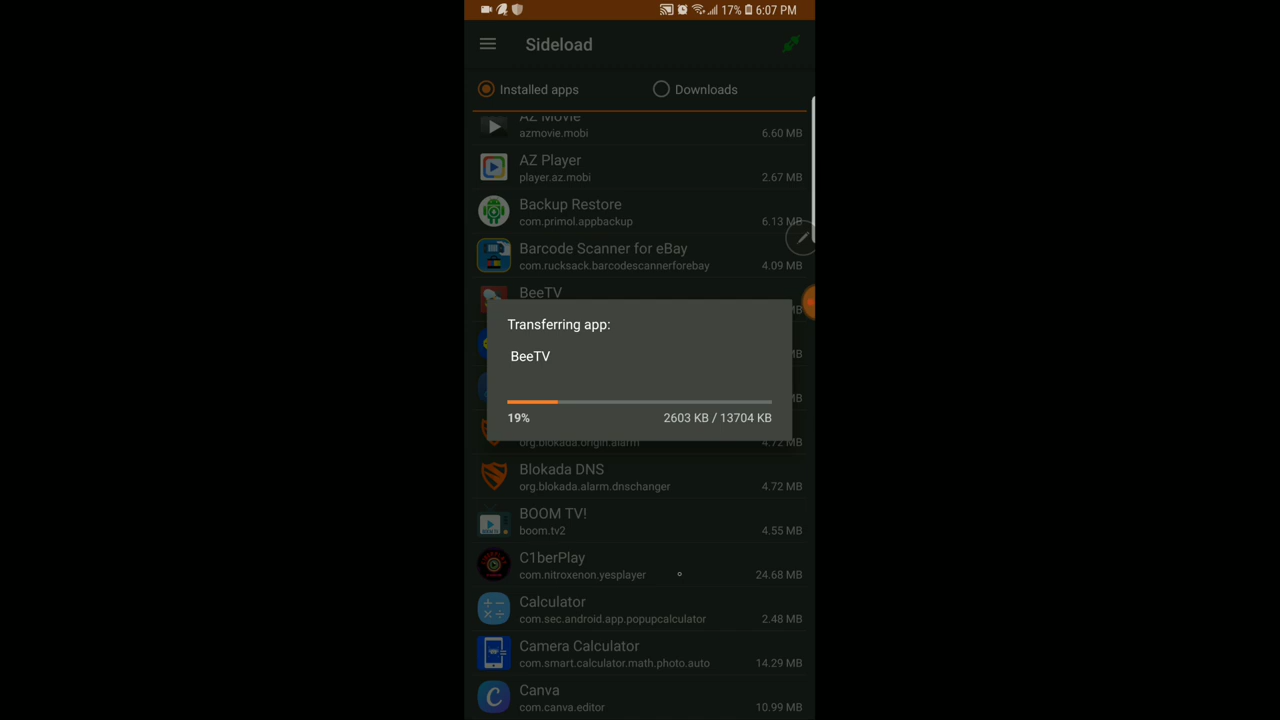 17% 6:07 PM
Sideload
Installed apps Downloads
AZ Movie
azmovie.mobi 6.60 MB
AZ Player
player.az.mobi 2.67 MB
Backup Restore
com.primol.appbackup 6.13 MB
Barcode Scanner for eBay
com.rucksack.barcodescannerforebay 4.09 MB
BeeTV
Transferring app:
BeeTV
19% 2603 KB / 13704 KB
org.blokada.origin.alarm 4.72 MB
Blokada DNS
org.blokada.alarm.dnschanger 4.72 MB
BOOM TV!
boom.tv2 4.55 MB
C1berPlay
com.nitroxenon.yesplayer 24.68 MB
Calculator
com.sec.android.app.popupcalculator 2.48 MB
Camera Calculator
com.smart.calculator.math.photo.auto 14.29 MB
Canva
com.canva.editor 10.99 MB